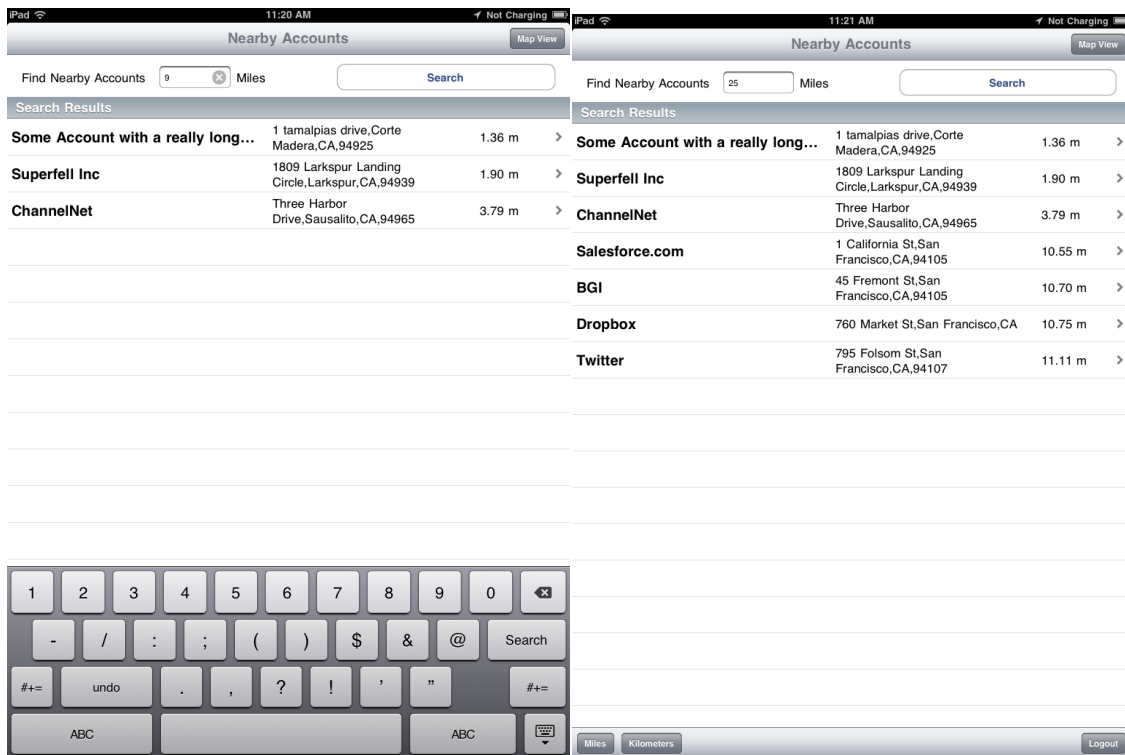 iPad 11:20 AM Not Charging
Nearby Accounts Map View
Find Nearby Accounts 9 Miles Search
Search Results
Some Account with a really long... 1 tamalpias drive,Corte
Madera,CA,94925 1.36 m
Superfell Inc 1809 Larkspur Landing
Circle,Larkspur,CA,94939 1.90 m
ChannelNet Three Harbor
Drive,Sausalito,CA,94965 3.79 m
1 2 3 4 5 6 7 8 9 0
- / : ; ( ) $ & @ Search
#+= undo . , ? ! ' " #+=
ABC ABC
iPad 11:21 AM Not Charging
Nearby Accounts Map View
Find Nearby Accounts 25 Miles Search
Search Results
Some Account with a really long... 1 tamalpias drive,Corte
Madera,CA,94925 1.36 m
Superfell Inc 1809 Larkspur Landing
Circle,Larkspur,CA,94939 1.90 m
ChannelNet Three Harbor
Drive,Sausalito,CA,94965 3.79 m
Salesforce.com 1 California St,San
Francisco,CA,94105 10.55 m
BGI 45 Fremont St,San
Francisco,CA,94105 10.70 m
Dropbox 760 Market St,San Francisco,CA 10.75 m
Twitter 795 Folsom St,San
Francisco,CA,94107 11.11 m
Miles Kilometers Logout